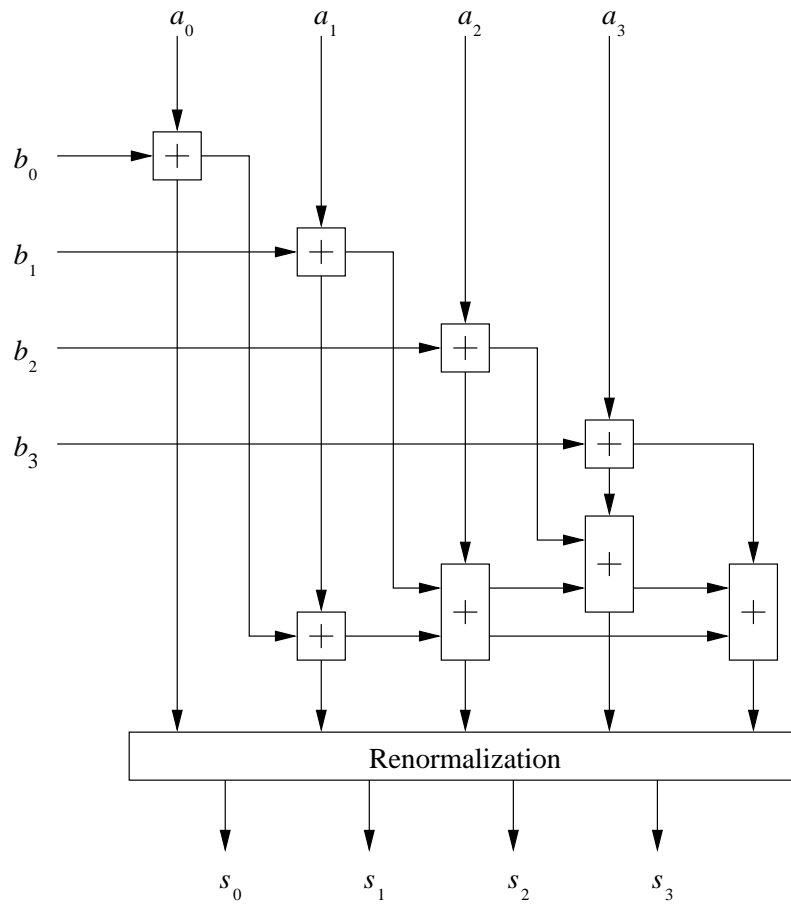 a₀ a₁ a₂ a₃
b₀
+
b₁
+
b₂
+
b₃
+
+
+
+
+
Renormalization
s₀ s₁ s₂ s₃